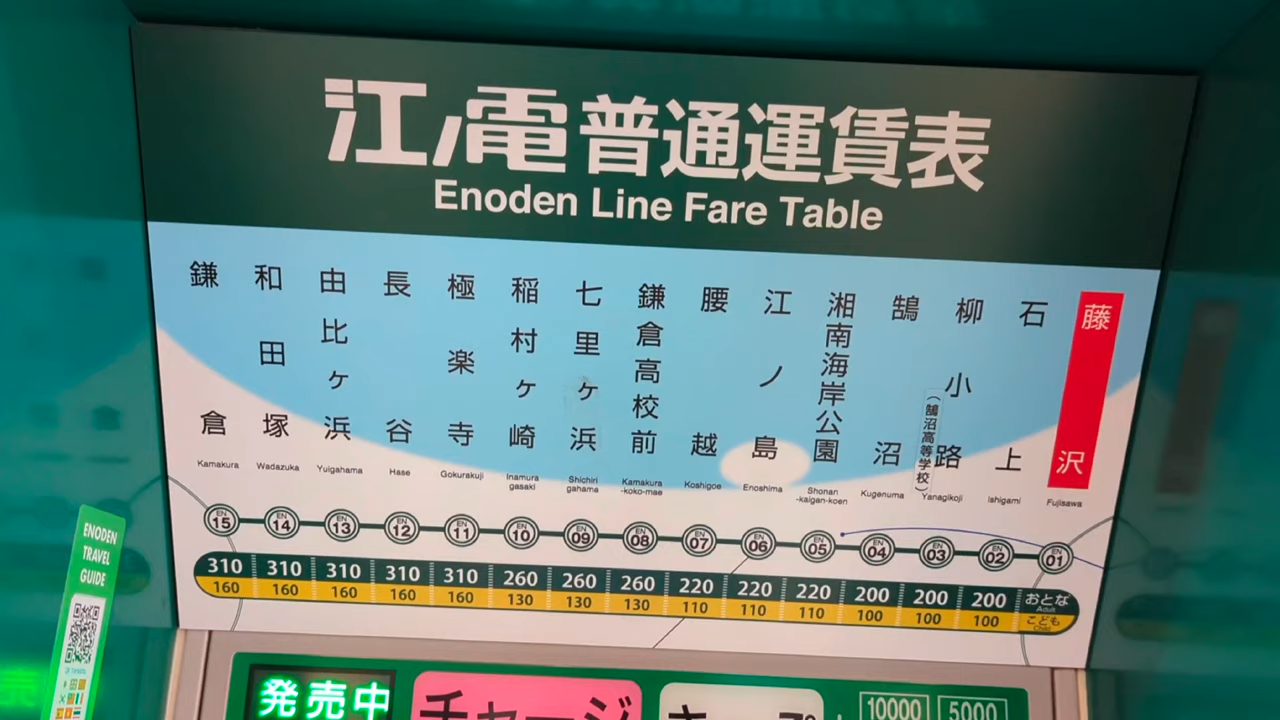 江ノ電普通運賃表
Enoden Line Fare Table
鎌倉 和田塚 由比ヶ浜 長谷 極楽寺 稲村ヶ崎 七里ヶ浜 鎌倉高校前 腰越 江ノ島 湘南海岸公園 鵠沼 柳小路 石上 藤沢
(鵠沼高等学校)
Kamakura Wadazuka Yuigahama Hase Gokurakuji Inamura gasaki Shichiri gahama Kamakura -koko-mae Koshigoe Enoshima Shonan -kaigan-koen Kugenuma Yanagikoji Ishigami Fujisawa
EN 15 EN 14 EN 13 EN 12 EN 11 EN 10 EN 09 EN 08 EN 07 EN 06 EN 05 EN 04 EN 03 EN 02 EN 01
310 310 310 310 310 260 260 260 220 220 220 200 200 200 おとな Adult
160 160 160 160 160 130 130 130 110 110 110 100 100 100 こども Child
ENODEN
TRAVEL
GUIDE
発売中
チャージ
10000 5000